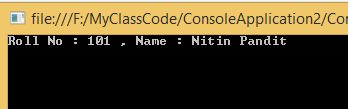 file:///F:/MyClassCode/ConsoleApplication2/Con
Roll No : 101 , Name : Nitin Pandit